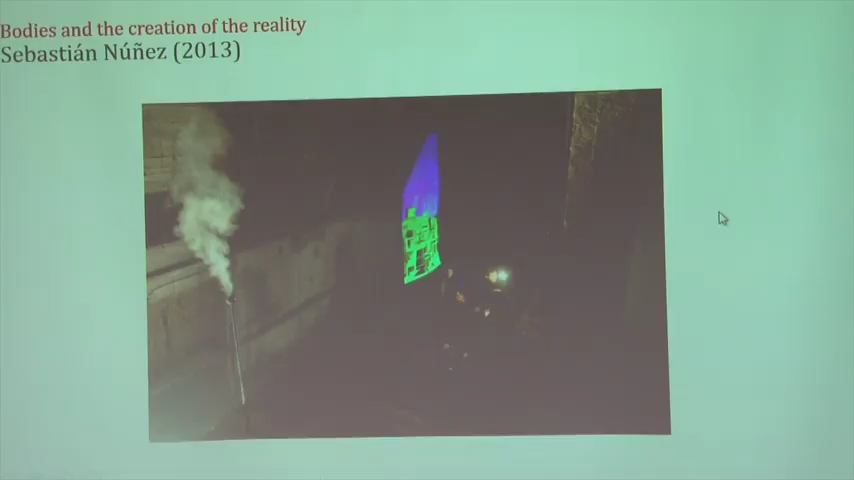 Bodies and the creation of the reality
Sebastián Núñez (2013)